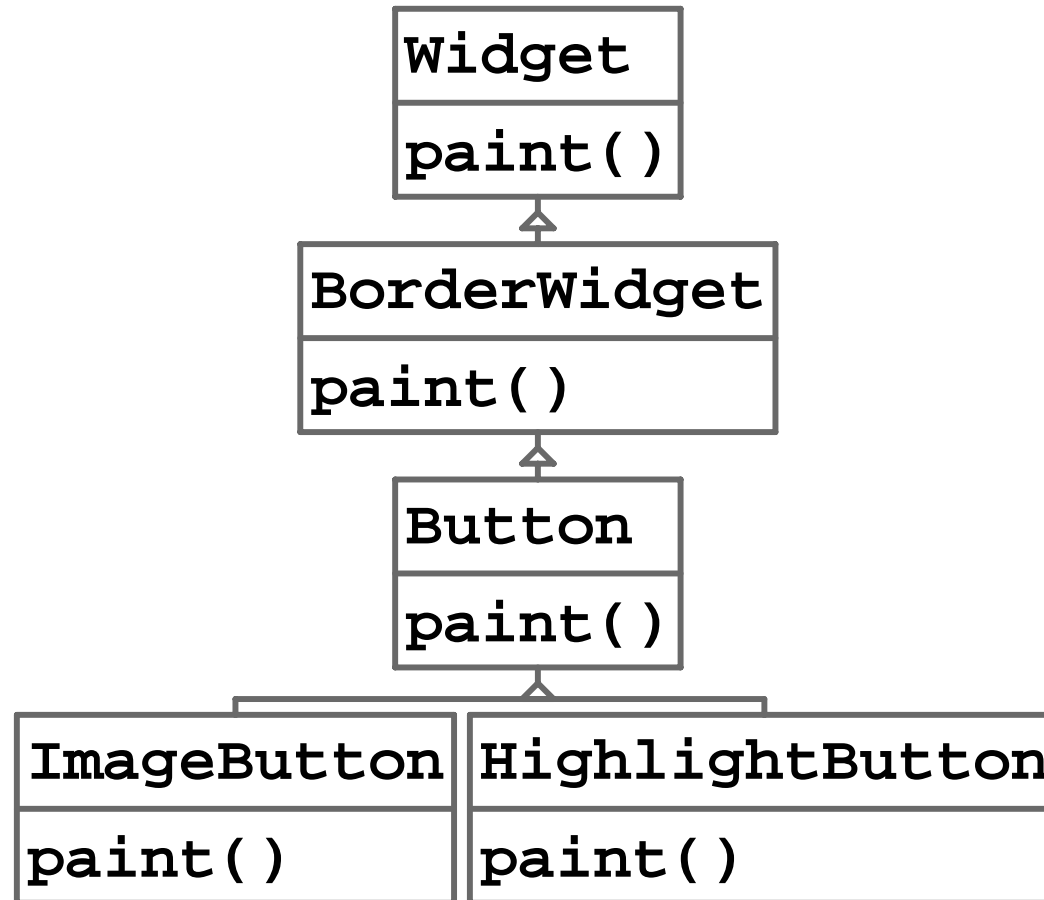 Widget
paint()
BorderWidget
paint()
Button
paint()
ImageButton
paint()
HighlightButton
paint()